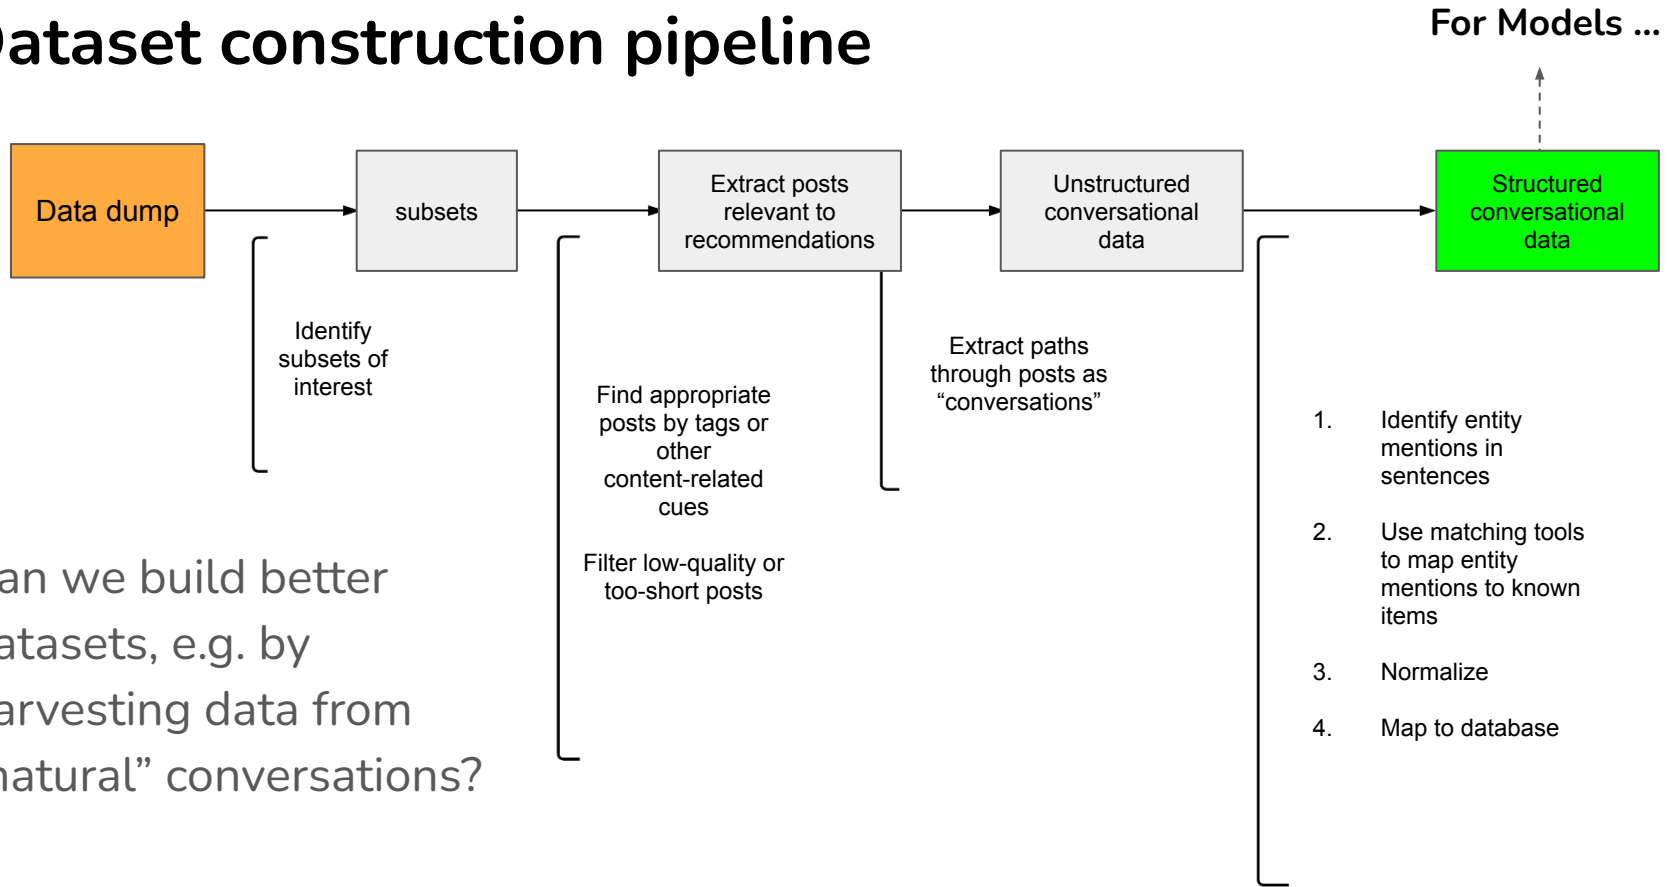 Dataset construction pipeline
For Models ...
Data dump
subsets
Extract posts
relevant to
recommendations
Unstructured
conversational
data
Structured
conversational
data
Identify
subsets of
interest
Find appropriate
posts by tags or
other
content-related
cues
Filter low-quality or
too-short posts
Extract paths
through posts as
“conversations”
1. Identify entity
mentions in
sentences
2. Use matching tools
to map entity
mentions to known
items
3. Normalize
4. Map to database
an we build better
atasets, e.g. by
arvesting data from
natural” conversations?